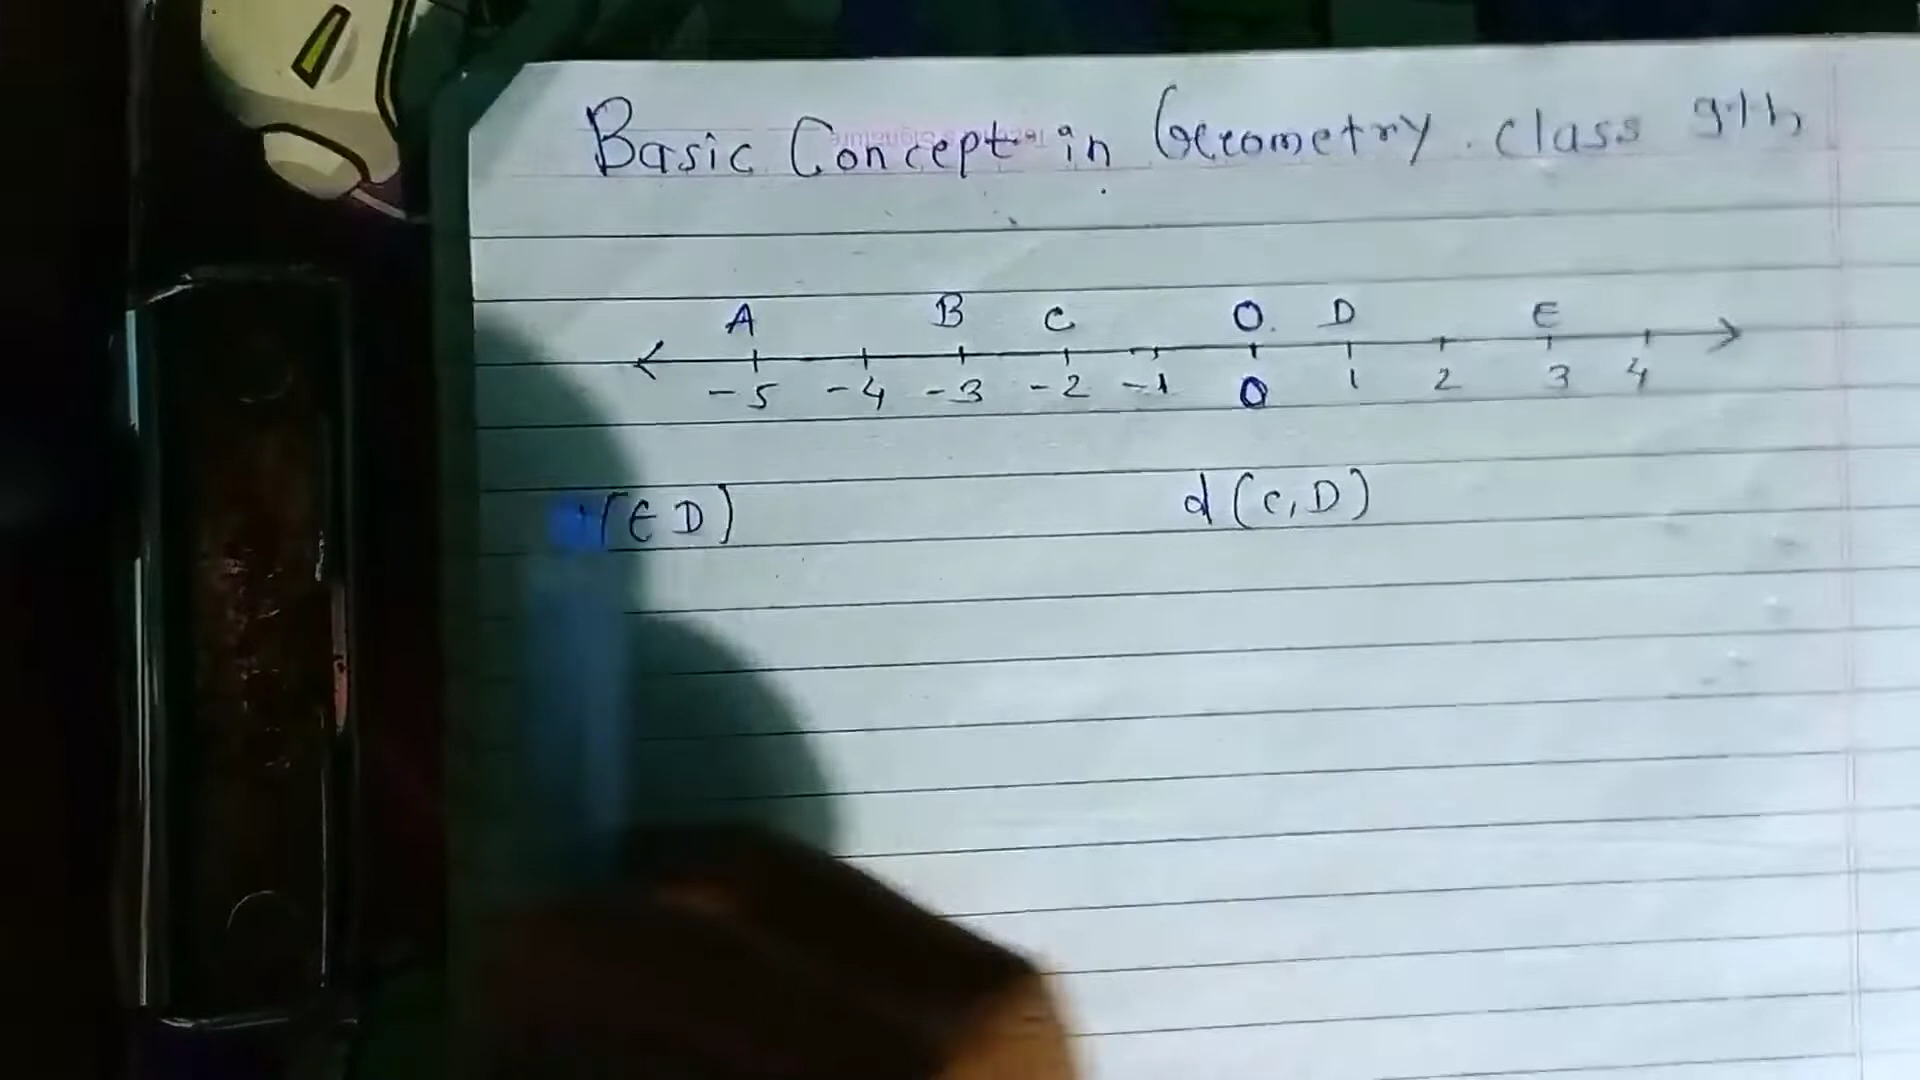 Basic Concept in Geometry. class 9th
A B C O. D E
-5 -4 -3 -2 -1 0 1 2 3 4
(E D) d (C, D)